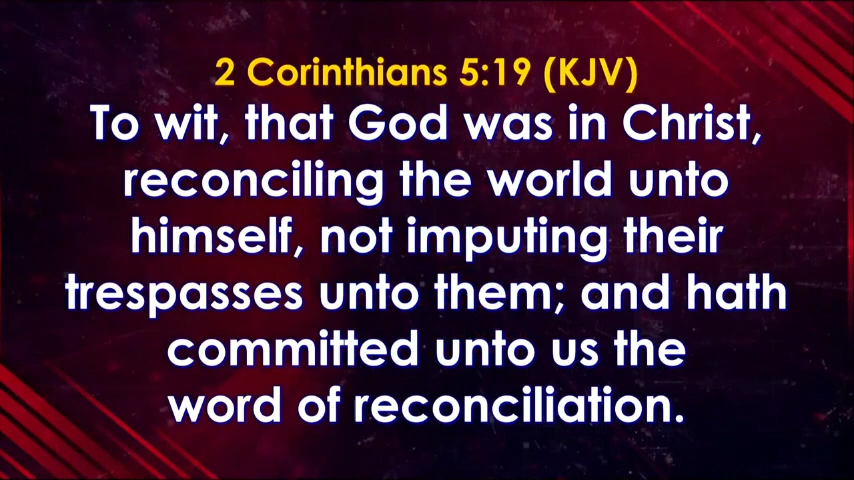 2 Corinthians 5:19 (KJV)
To wit, that God was in Christ,
reconciling the world unto
himself, not imputing their
trespasses unto them; and hath
committed unto us the
word of reconciliation.